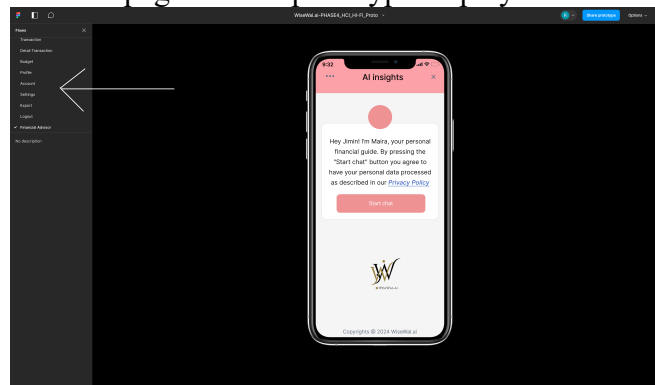 WiseWal.ai-PHASE4_HCI_HI-FI_Proto
R
Share prototype
Options
Flows
Transaction
Detail Transaction
Budget
Profile
Account
Settings
Export
Logout
Financial Advisor
No description
9:32
AI insights
Hey Jimin! I'm Maira, your personal
financial guide. By pressing the
"Start chat" button you agree to
have your personal data processed
as described in our Privacy Policy
Start chat
WISEWAL.AI
Copyrights @ 2024 WiseWal.ai